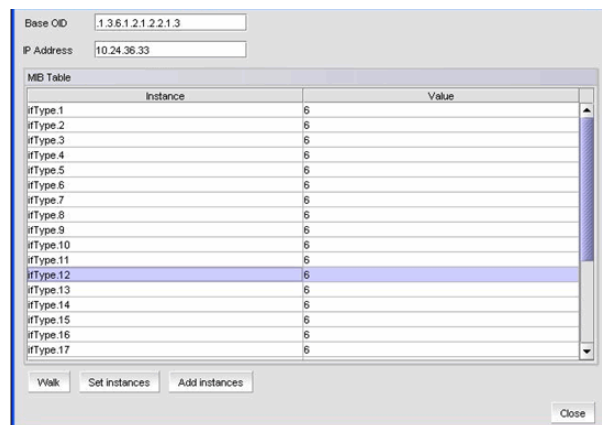 Base OID .1.3.6.1.2.1.2.2.1.3
IP Address 10.24.36.33
MIB Table
Instance Value
ifType.1 6
ifType.2 6
ifType.3 6
ifType.4 6
ifType.5 6
ifType.6 6
ifType.7 6
ifType.8 6
ifType.9 6
ifType.10 6
ifType.11 6
ifType.12 6
ifType.13 6
ifType.14 6
ifType.15 6
ifType.16 6
ifType.17 6
Walk Set instances Add instances
Close